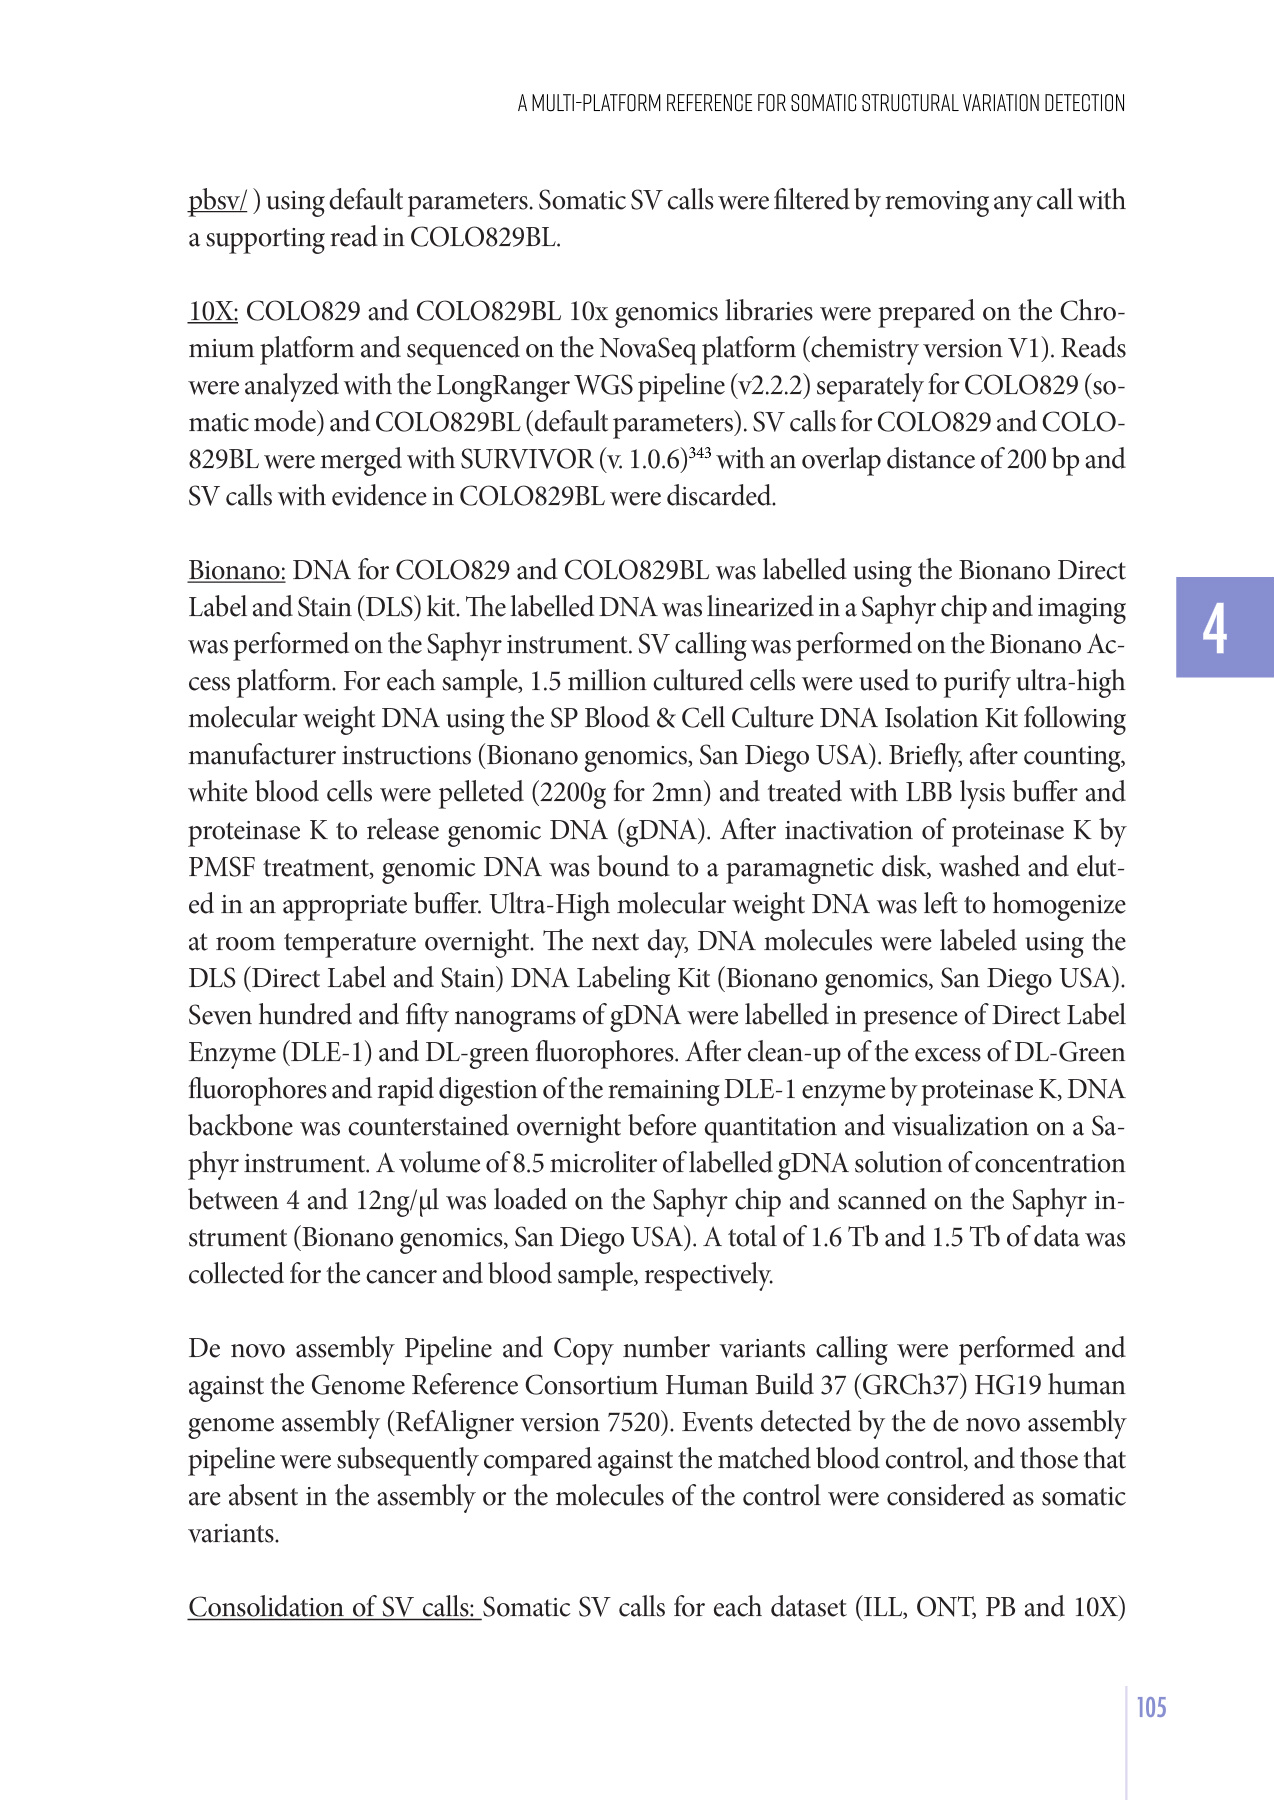 A MULTI-PLATFORM REFERENCE FOR SOMATIC STRUCTURAL VARIATION DETECTION
pbsv/ ) using default parameters. Somatic SV calls were filtered by removing any call with
a supporting read in COLO829BL.
10X: COLO829 and COLO829BL 10x genomics libraries were prepared on the Chro-
mium platform and sequenced on the NovaSeq platform (chemistry version V1). Reads
were analyzed with the LongRanger WGS pipeline (v2.2.2) separately for COLO829 (so-
matic mode) and COLO829BL (default parameters). SV calls for COLO829 and COLO-
829BL were merged with SURVIVOR (v. 1.0.6)343 with an overlap distance of 200 bp and
SV calls with evidence in COLO829BL were discarded.
Bionano: DNA for COLO829 and COLO829BL was labelled using the Bionano Direct
Label and Stain (DLS) kit. The labelled DNA was linearized in a Saphyr chip and imaging
was performed on the Saphyr instrument. SV calling was performed on the Bionano Ac-
cess platform. For each sample, 1.5 million cultured cells were used to purify ultra-high
molecular weight DNA using the SP Blood & Cell Culture DNA Isolation Kit following
manufacturer instructions (Bionano genomics, San Diego USA). Briefly, after counting,
white blood cells were pelleted (2200g for 2mn) and treated with LBB lysis buffer and
proteinase K to release genomic DNA (gDNA). After inactivation of proteinase K by
PMSF treatment, genomic DNA was bound to a paramagnetic disk, washed and elut-
ed in an appropriate buffer. Ultra-High molecular weight DNA was left to homogenize
at room temperature overnight. The next day, DNA molecules were labeled using the
DLS (Direct Label and Stain) DNA Labeling Kit (Bionano genomics, San Diego USA).
Seven hundred and fifty nanograms of gDNA were labelled in presence of Direct Label
Enzyme (DLE-1) and DL-green fluorophores. After clean-up of the excess of DL-Green
fluorophores and rapid digestion of the remaining DLE-1 enzyme by proteinase K, DNA
backbone was counterstained overnight before quantitation and visualization on a Sa-
phyr instrument. A volume of 8.5 microliter of labelled gDNA solution of concentration
between 4 and 12ng/µl was loaded on the Saphyr chip and scanned on the Saphyr in-
strument (Bionano genomics, San Diego USA). A total of 1.6 Tb and 1.5 Tb of data was
collected for the cancer and blood sample, respectively.
De novo assembly Pipeline and Copy number variants calling were performed and
against the Genome Reference Consortium Human Build 37 (GRCh37) HG19 human
genome assembly (RefAligner version 7520). Events detected by the de novo assembly
pipeline were subsequently compared against the matched blood control, and those that
are absent in the assembly or the molecules of the control were considered as somatic
variants.
Consolidation of SV calls: Somatic SV calls for each dataset (ILL, ONT, PB and 10X)
4
105